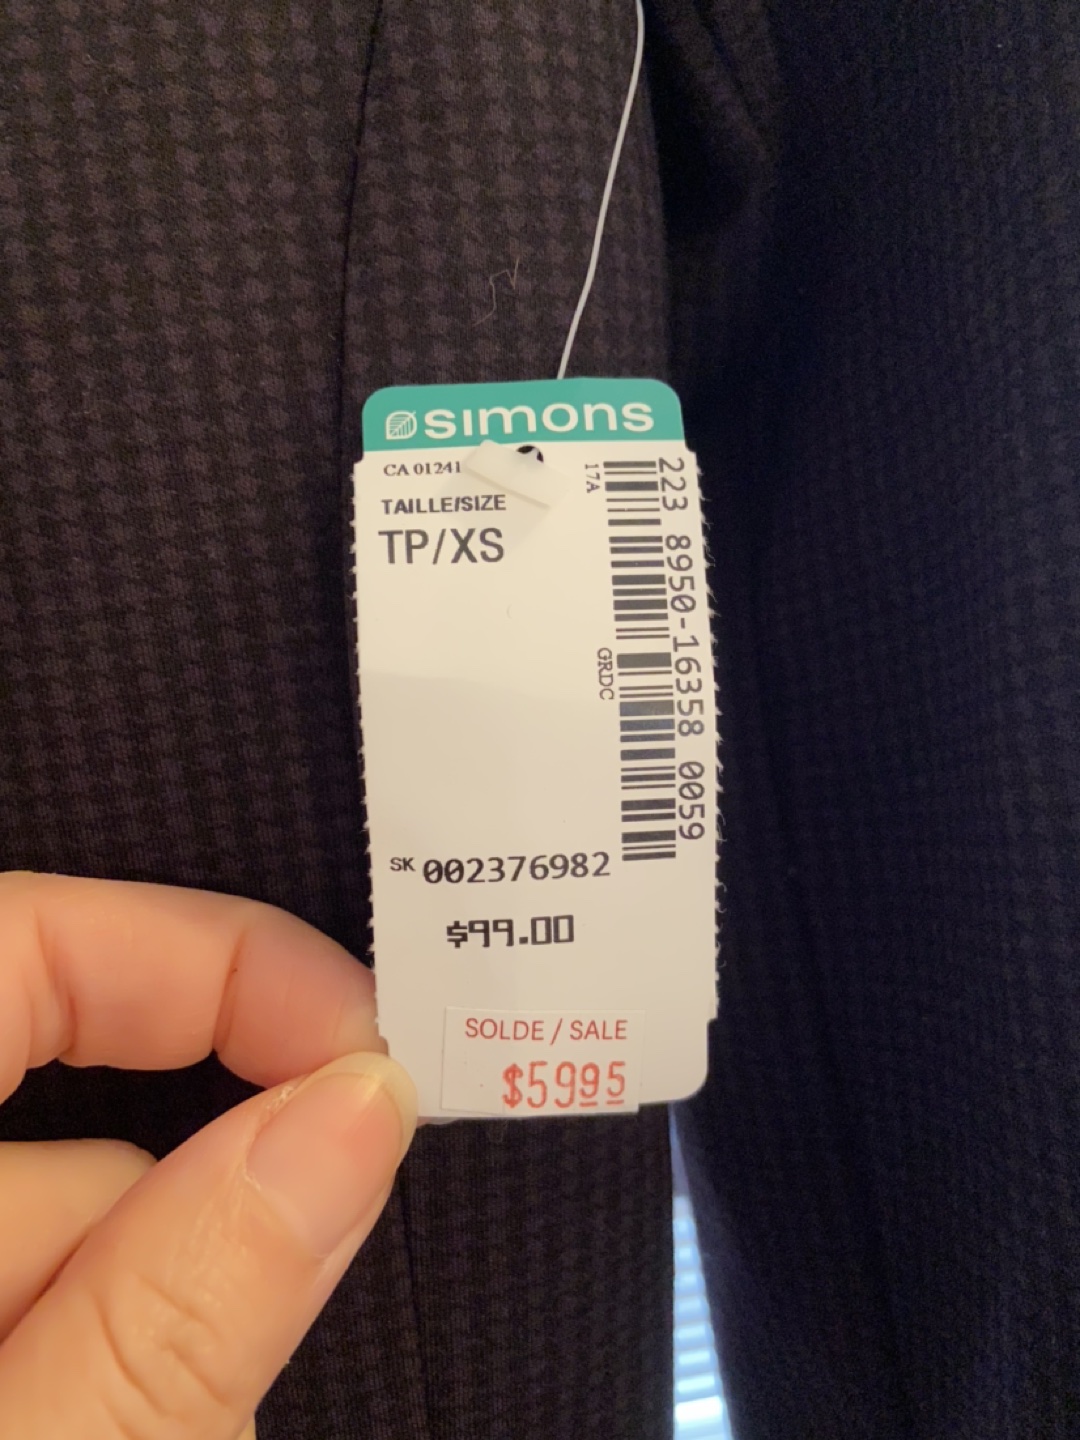 simons
CA 01241
TAILLE/SIZE
TP/XS
17A
223 8950-16358 0059
GRDC
SK 002376982
$99.00
SOLDE / SALE
$5995